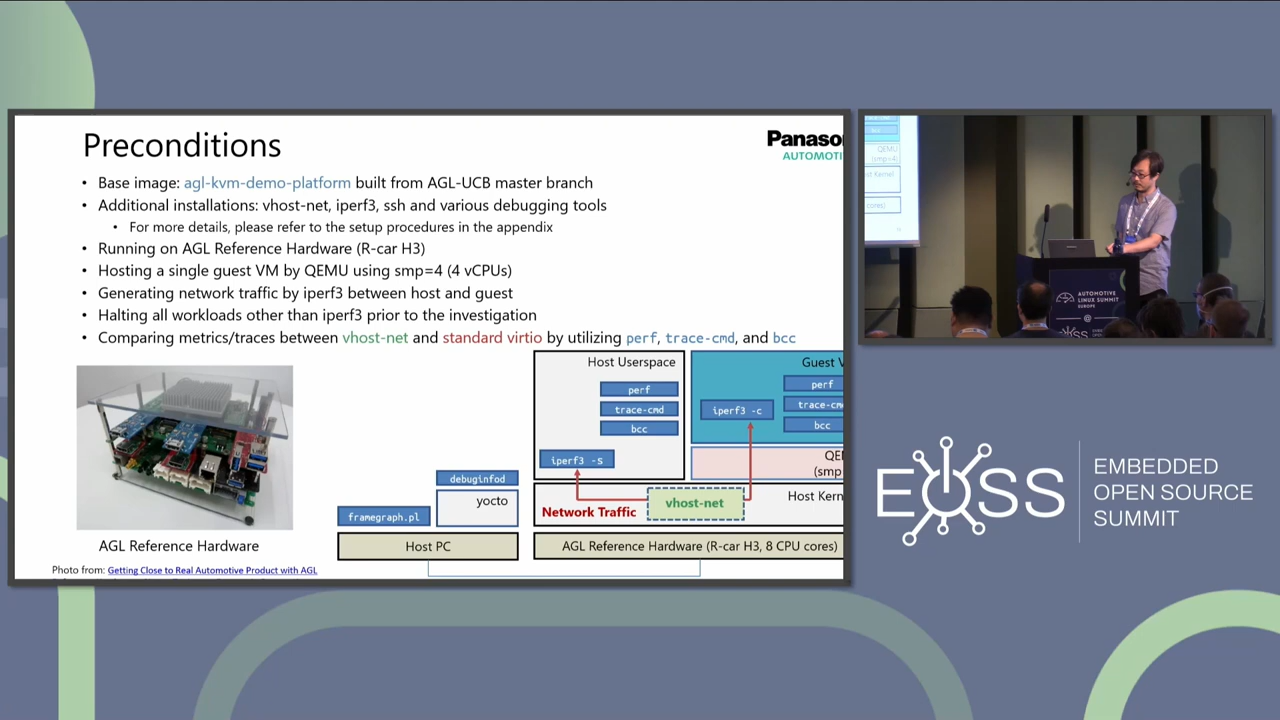 Preconditions
Panaso
AUTOMOTI
• Base image: agl-kvm-demo-platform built from AGL-UCB master branch
• Additional installations: vhost-net, iperf3, ssh and various debugging tools
• For more details, please refer to the setup procedures in the appendix
• Running on AGL Reference Hardware (R-car H3)
• Hosting a single guest VM by QEMU using smp=4 (4 vCPUs)
• Generating network traffic by iperf3 between host and guest
• Halting all workloads other than iperf3 prior to the investigation
• Comparing metrics/traces between vhost-net and standard virtio by utilizing perf, trace-cmd, and bcc
Host Userspace
perf
trace-cmd
bcc
iperf3 -s
Guest V
perf
trace-cm
bcc
iperf3 -c
QE
(smp
debuginfod
yocto
framegraph.pl
Host PC
Network Traffic
vhost-net
Host Kern
AGL Reference Hardware (R-car H3, 8 CPU cores)
AGL Reference Hardware
Photo from: Getting Close to Real Automotive Product with AGL
QEMU
(smp=4)
ost Kernel
cores)
AUTOMOTIVE
LINUX SUMMIT
EUROPE
@
EOSS
EMBEDDED
OPEN SOURCE
SUMMIT